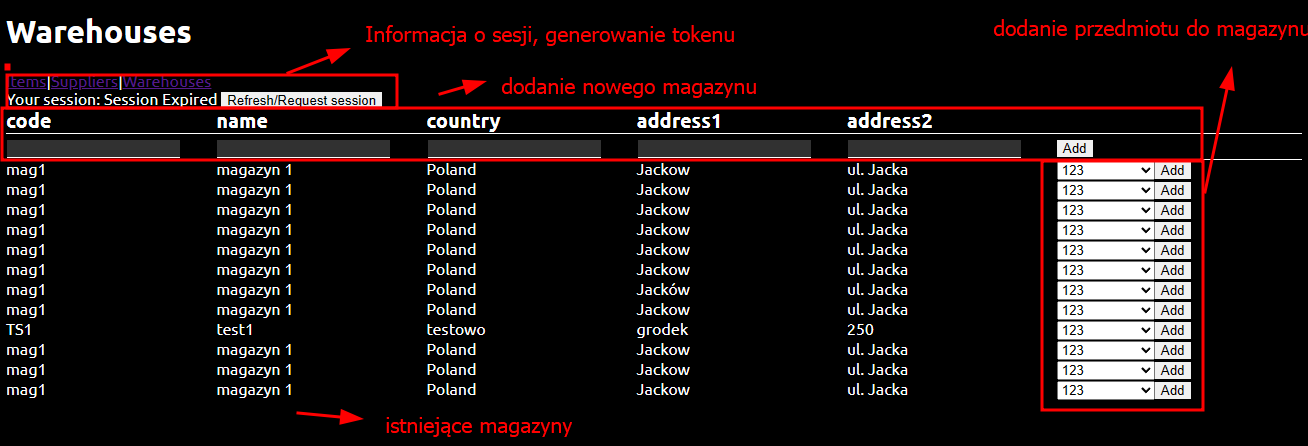 Warehouses
Informacja o sesji, generowanie tokenu
dodanie przedmiotu do magazynu
Items|Suppliers|Warehouses
Your session: Session Expired Refresh/Request session
dodanie nowego magazynu
code name country address1 address2
Add
mag1 magazyn 1 Poland Jackow ul. Jacka 123 Add
mag1 magazyn 1 Poland Jackow ul. Jacka 123 Add
mag1 magazyn 1 Poland Jackow ul. Jacka 123 Add
mag1 magazyn 1 Poland Jackow ul. Jacka 123 Add
mag1 magazyn 1 Poland Jackow ul. Jacka 123 Add
mag1 magazyn 1 Poland Jackow ul. Jacka 123 Add
mag1 magazyn 1 Poland Jacków ul. Jacka 123 Add
mag1 magazyn 1 Poland Jackow ul. Jacka 123 Add
TS1 test1 testowo grodek 250 123 Add
mag1 magazyn 1 Poland Jackow ul. Jacka 123 Add
mag1 magazyn 1 Poland Jackow ul. Jacka 123 Add
mag1 magazyn 1 Poland Jackow ul. Jacka 123 Add
istniejące magazyny